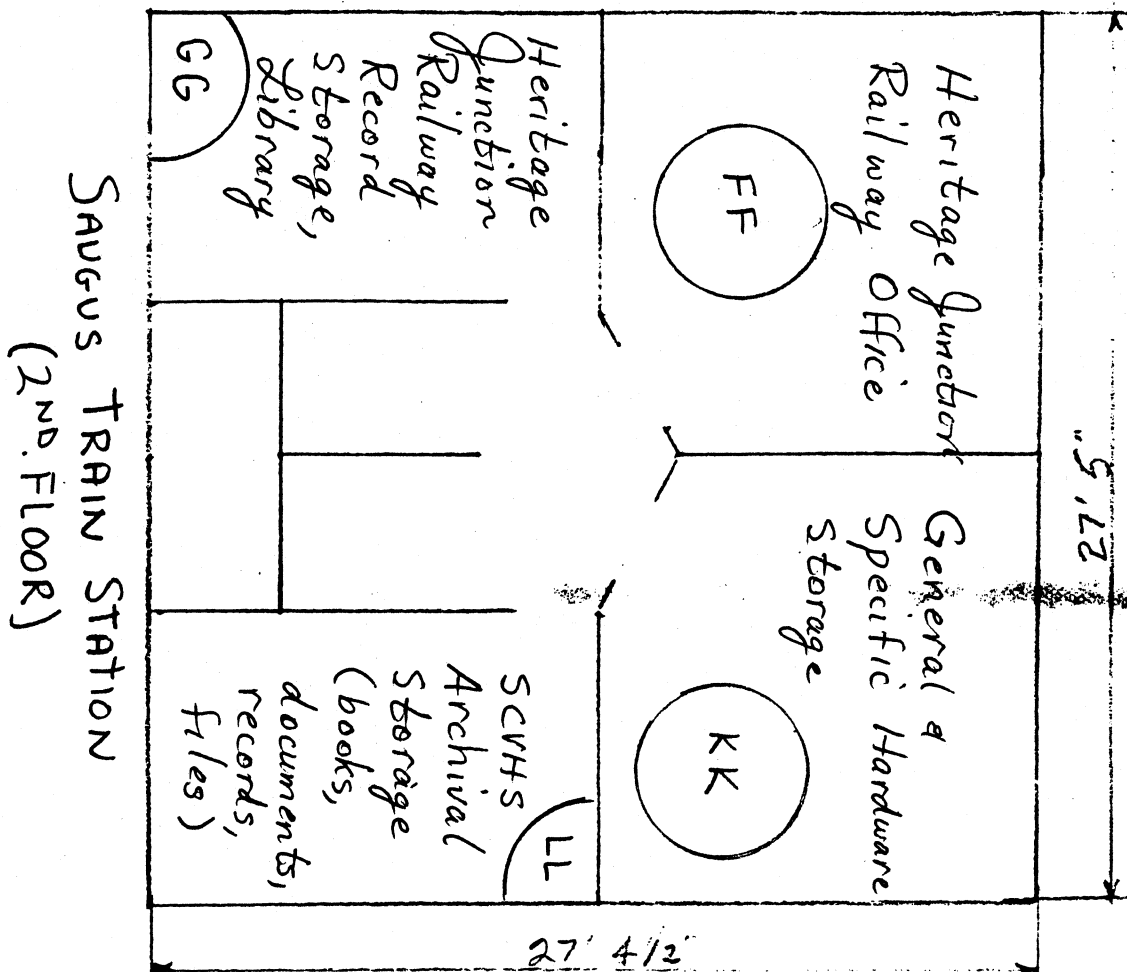 Heritage Junction
Railway Office
FF
General &
Specific Hardware
Storage
KK
Heritage
Junction
Railway
Record
Storage,
Library
GG
SCVHS
Archival
Storage
(books,
documents,
records,
files)
LL
27' 5"
27' 4 1/2
SAUGUS TRAIN STATION
(2ND. FLOOR)